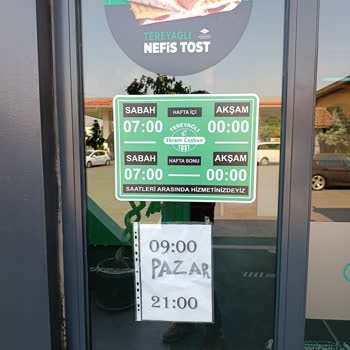 TEREYAĞLI
NEFİS TOST
SABAH HAFTA İÇİ AKŞAM
07:00 00:00
TEREYAĞLI
Ekrem Coşkun
TOST
SABAH HAFTA SONU AKŞAM
07:00 00:00
SAATLERİ ARASINDA HİZMETİNİZDEYİZ
09:00
PAZAR
21:00